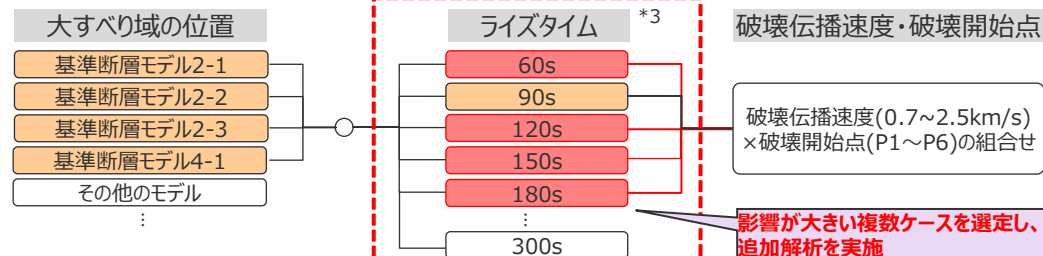 大すべり域の位置
基準断層モデル2-1
基準断層モデル2-2
基準断層モデル2-3
基準断層モデル4-1
その他のモデル
⋮
ライズタイム
*3
60s
90s
120s
150s
180s
⋮
300s
破壊伝播速度・破壊開始点
破壊伝播速度(0.7~2.5km/s)
×破壊開始点(P1～P6)の組合せ
影響が大きい複数ケースを選定し、
追加解析を実施